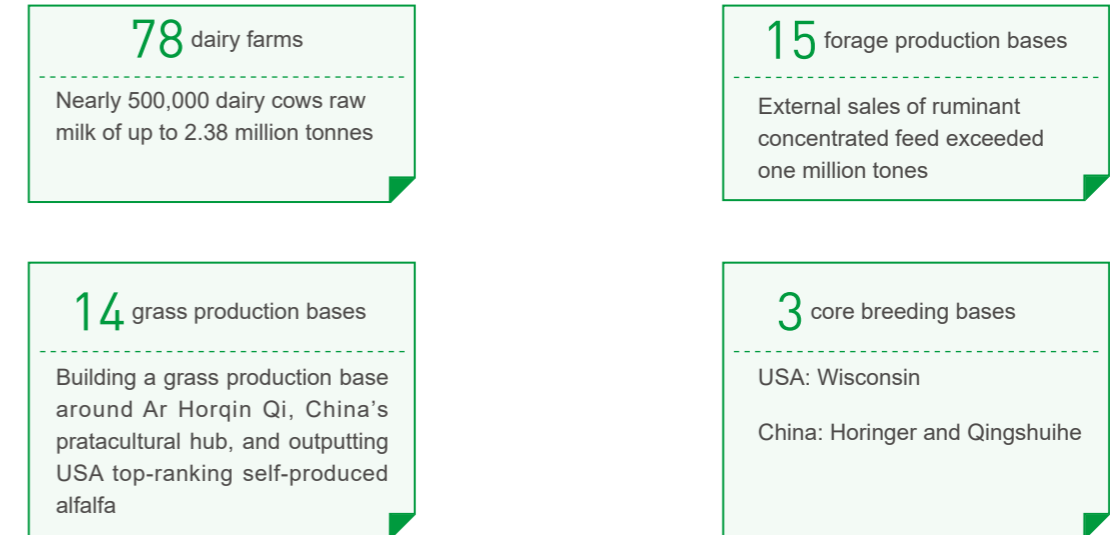 78 dairy farms
Nearly 500,000 dairy cows raw
milk of up to 2.38 million tonnes
15 forage production bases
External sales of ruminant
concentrated feed exceeded
one million tones
14 grass production bases
Building a grass production base
around Ar Horqin Qi, China's
pratacultural hub, and outputting
USA top-ranking self-produced
alfalfa
3 core breeding bases
USA: Wisconsin
China: Horinger and Qingshuihe